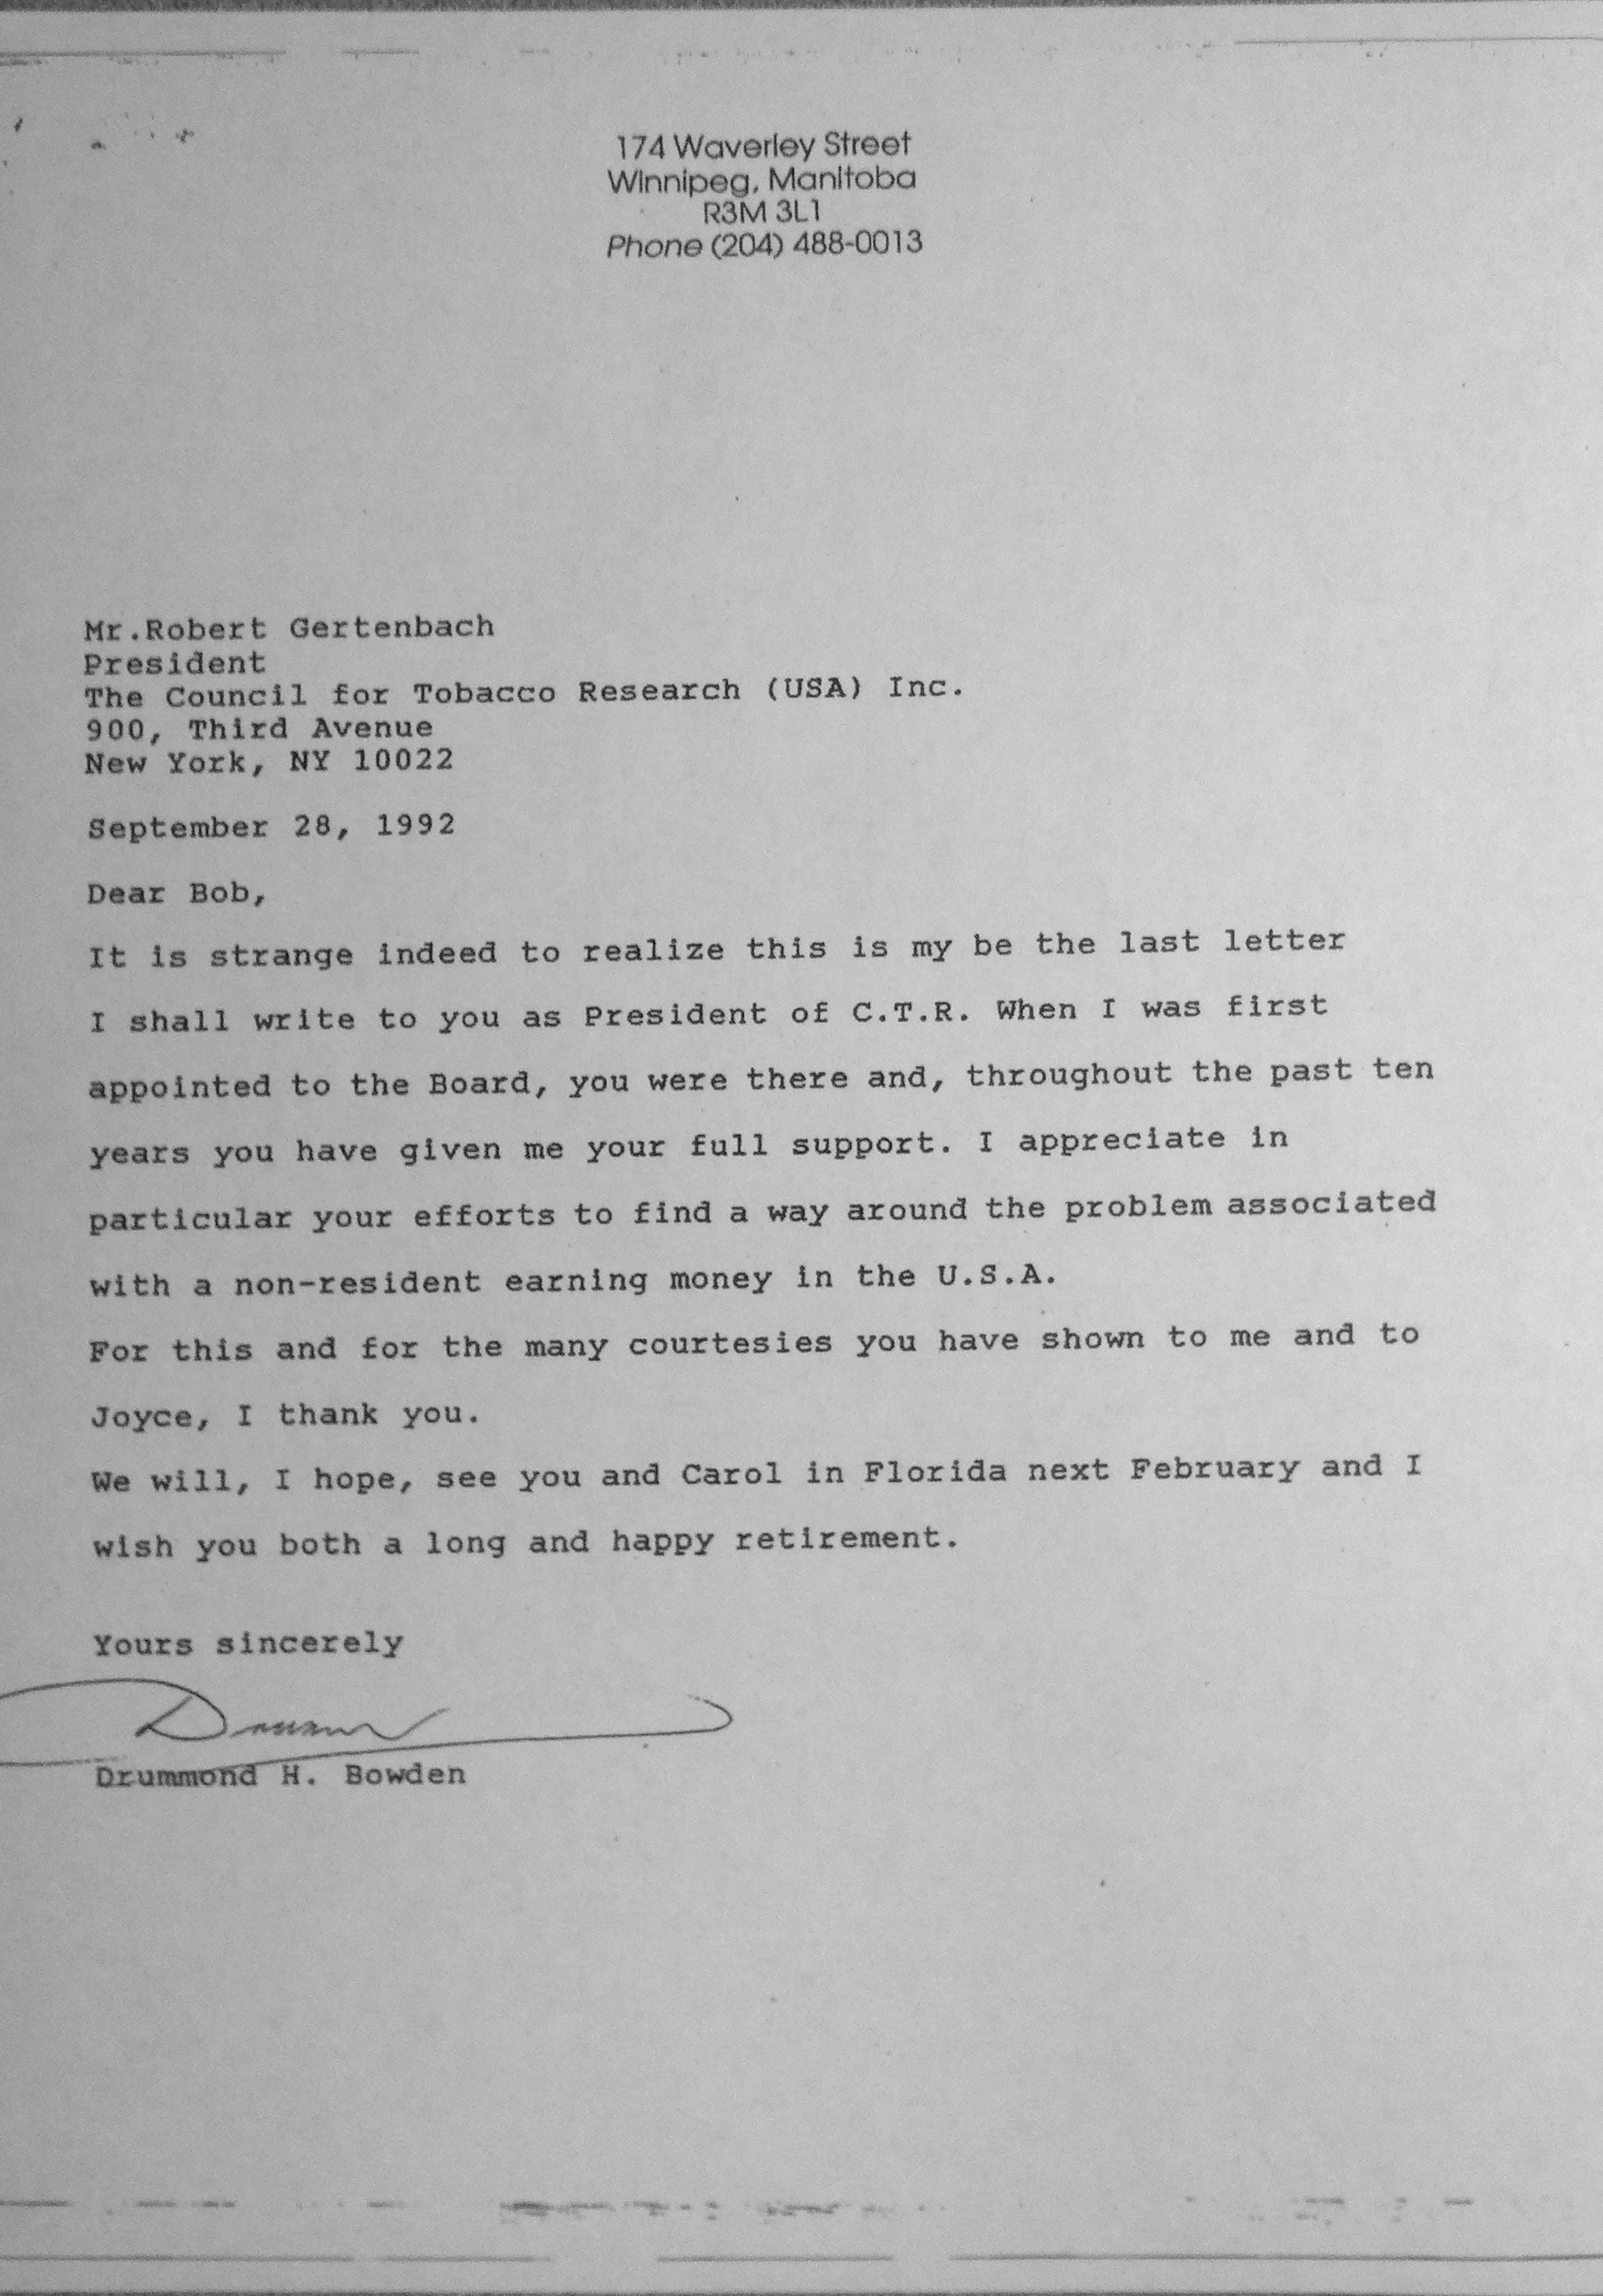 174 Waverley Street
Winnipeg, Manitoba
R3M 3L1
Phone (204) 488-0013
Mr.Robert Gertenbach
President
The Council for Tobacco Research (USA) Inc.
900, Third Avenue
New York, NY 10022
September 28, 1992
Dear Bob,
It is strange indeed to realize this is my be the last letter
I shall write to you as President of C.T.R. When I was first
appointed to the Board, you were there and, throughout the past ten
years you have given me your full support. I appreciate in
particular your efforts to find a way around the problem associated
with a non-resident earning money in the U.S.A.
For this and for the many courtesies you have shown to me and to
Joyce, I thank you.
We will, I hope, see you and Carol in Florida next February and I
wish you both a long and happy retirement.
Yours sincerely
Drummond H. Bowden